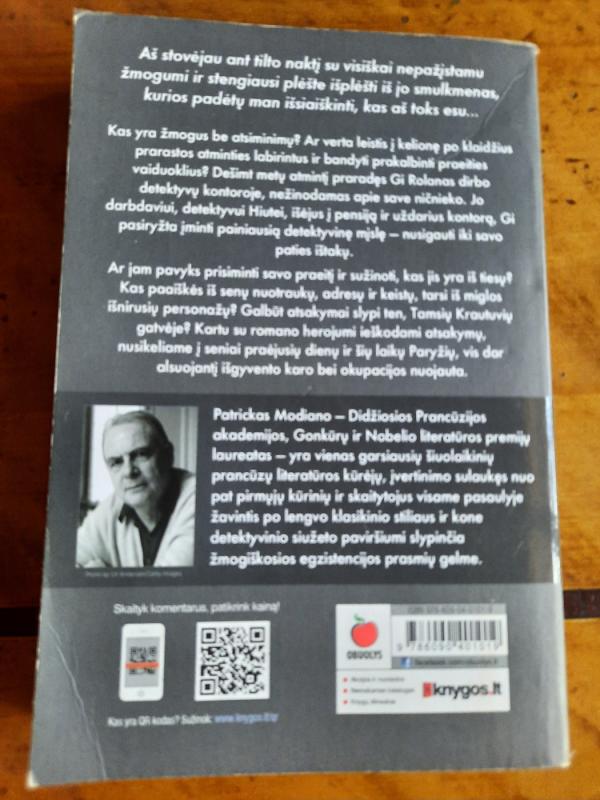 Aš stovėjau ant tilto naktį su visiškai nepažįstamu
žmogumi ir stengiausi plėšte išplėšti iš jo smulkmenas,
kurios padėtų man išsiaiškinti, kas aš toks esu...
Kas yra žmogus be atsiminimų? Ar verta leistis į kelionę po klaidžius
prarastos atminties labirintus ir bandyti prakalbinti praeities
vaiduoklius? Dešimt metų atmintį praradęs Gi Rolanas dirbo
detektyvų kontoroje, nežinodamas apie save ničnieko. Jo
darbdaviui, detektyvui Hiutei, išėjus į pensiją ir uždarius kontorą, Gi
pasiryžta įminti painiausią detektyvinę mįslę – nusigauti iki savo
paties ištakų.
Ar jam pavyks prisiminti savo praeitį ir sužinoti, kas jis yra iš tiesų?
Kas paaiškės iš senų nuotraukų, adresų ir keistų, tarsi iš miglos
išnirusių personažų? Galbūt atsakymai slypi ten, Tamsių Krautuvių
gatvėje? Kartu su romano herojumi ieškodami atsakymų,
nusikeliame į seniai praėjusių dienų ir šių laikų Paryžių, vis dar
alsuojantį išgyvento karo bei okupacijos nuojauta.
Patrickas Modiano – Didžiosios Prancūzijos
akademijos, Gonkūrų ir Nobelio literatūros premijų
laureatas – yra vienas garsiausių šiuolaikinių
prancūzų literatūros kūrėjų, įvertinimo sulaukęs nuo
pat pirmųjų kūrinių ir skaitytojus visame pasaulyje
žavintis po lengvo klasikinio stiliaus ir kone
detektyvinio siužeto paviršiumi slypinčia
žmogiškosios egzistencijos prasmių gelme.
Skaityk komentarus, patikrink kainą!
Kas yra QR kodas? Sužinok: www.knygos.lt/qr
OBUOLYS
9 786090 401019
facebook.com/obuolys.lt
knygos.lt